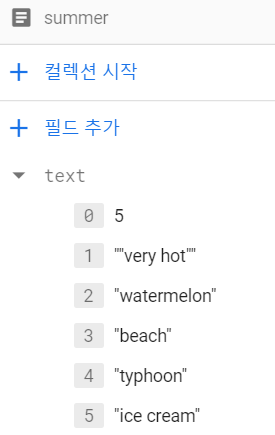 summer
컬렉션 시작
필드 추가
text
0 5
1 ""very hot""
2 "watermelon"
3 "beach"
4 "typhoon"
5 "ice cream"